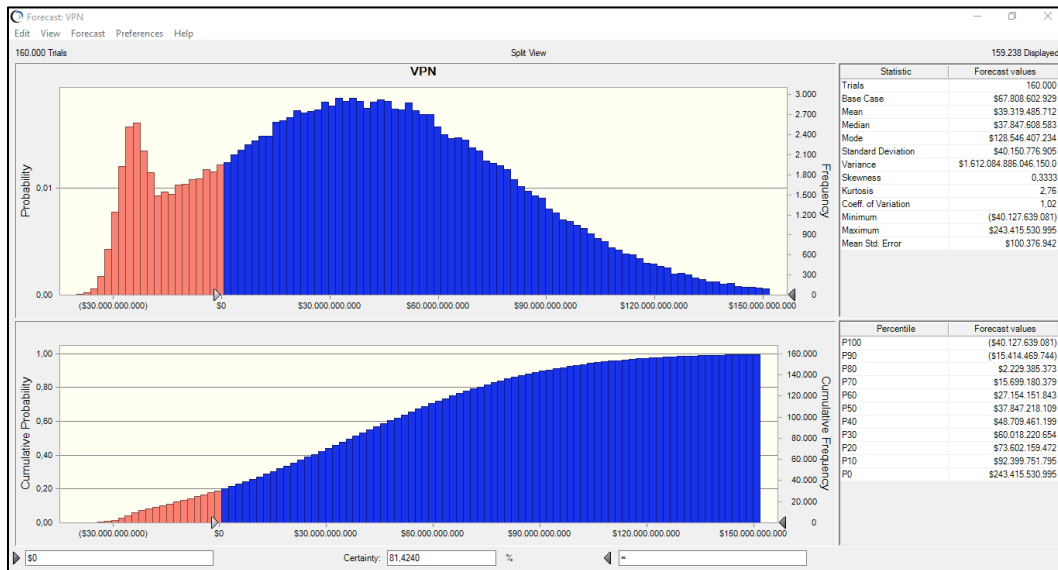 Forecast: VPN
Edit View Forecast Preferences Help
160.000 Trials
Split View
159.238 Displayed
VPN
Probability
0,01
0,00
3.000
2.700
2.400
2.100
1.800
1.500
1.200
900
600
300
0
Frequency
($30.000.000.000)
$0
$30.000.000.000
$60.000.000.000
$90.000.000.000
$120.000.000.000
$150.000.000.000
Statistic Forecast values
Trials 160.000
Base Case $67.808.602.929
Mean $39.319.485.712
Median $37.847.608.583
Mode $128.546.407.234
Standard Deviation $40.150.776.905
Variance $1.612.084.886.046.150.0
Skewness 0,3333
Kurtosis 2,76
Coeff. of Variation 1,02
Minimum ($40.127.639.081)
Maximum $243.415.530.995
Mean Std. Error $100.376.942
Cumulative Probability
1,00
0,80
0,60
0,40
0,20
0,00
160.000
140.000
120.000
100.000
80.000
60.000
40.000
20.000
0
Cumulative Frequency
($30.000.000.000)
$0
$30.000.000.000
$60.000.000.000
$90.000.000.000
$120.000.000.000
$150.000.000.000
Percentile Forecast values
P100 ($40.127.639.081)
P90 ($15.414.469.744)
P80 $2.229.385.373
P70 $15.699.180.379
P60 $27.154.151.843
P50 $37.847.218.109
P40 $48.709.461.199
P30 $60.018.220.654
P20 $73.602.159.472
P10 $92.399.751.795
P0 $243.415.530.995
$0
Certainty: 81,4240 %
=